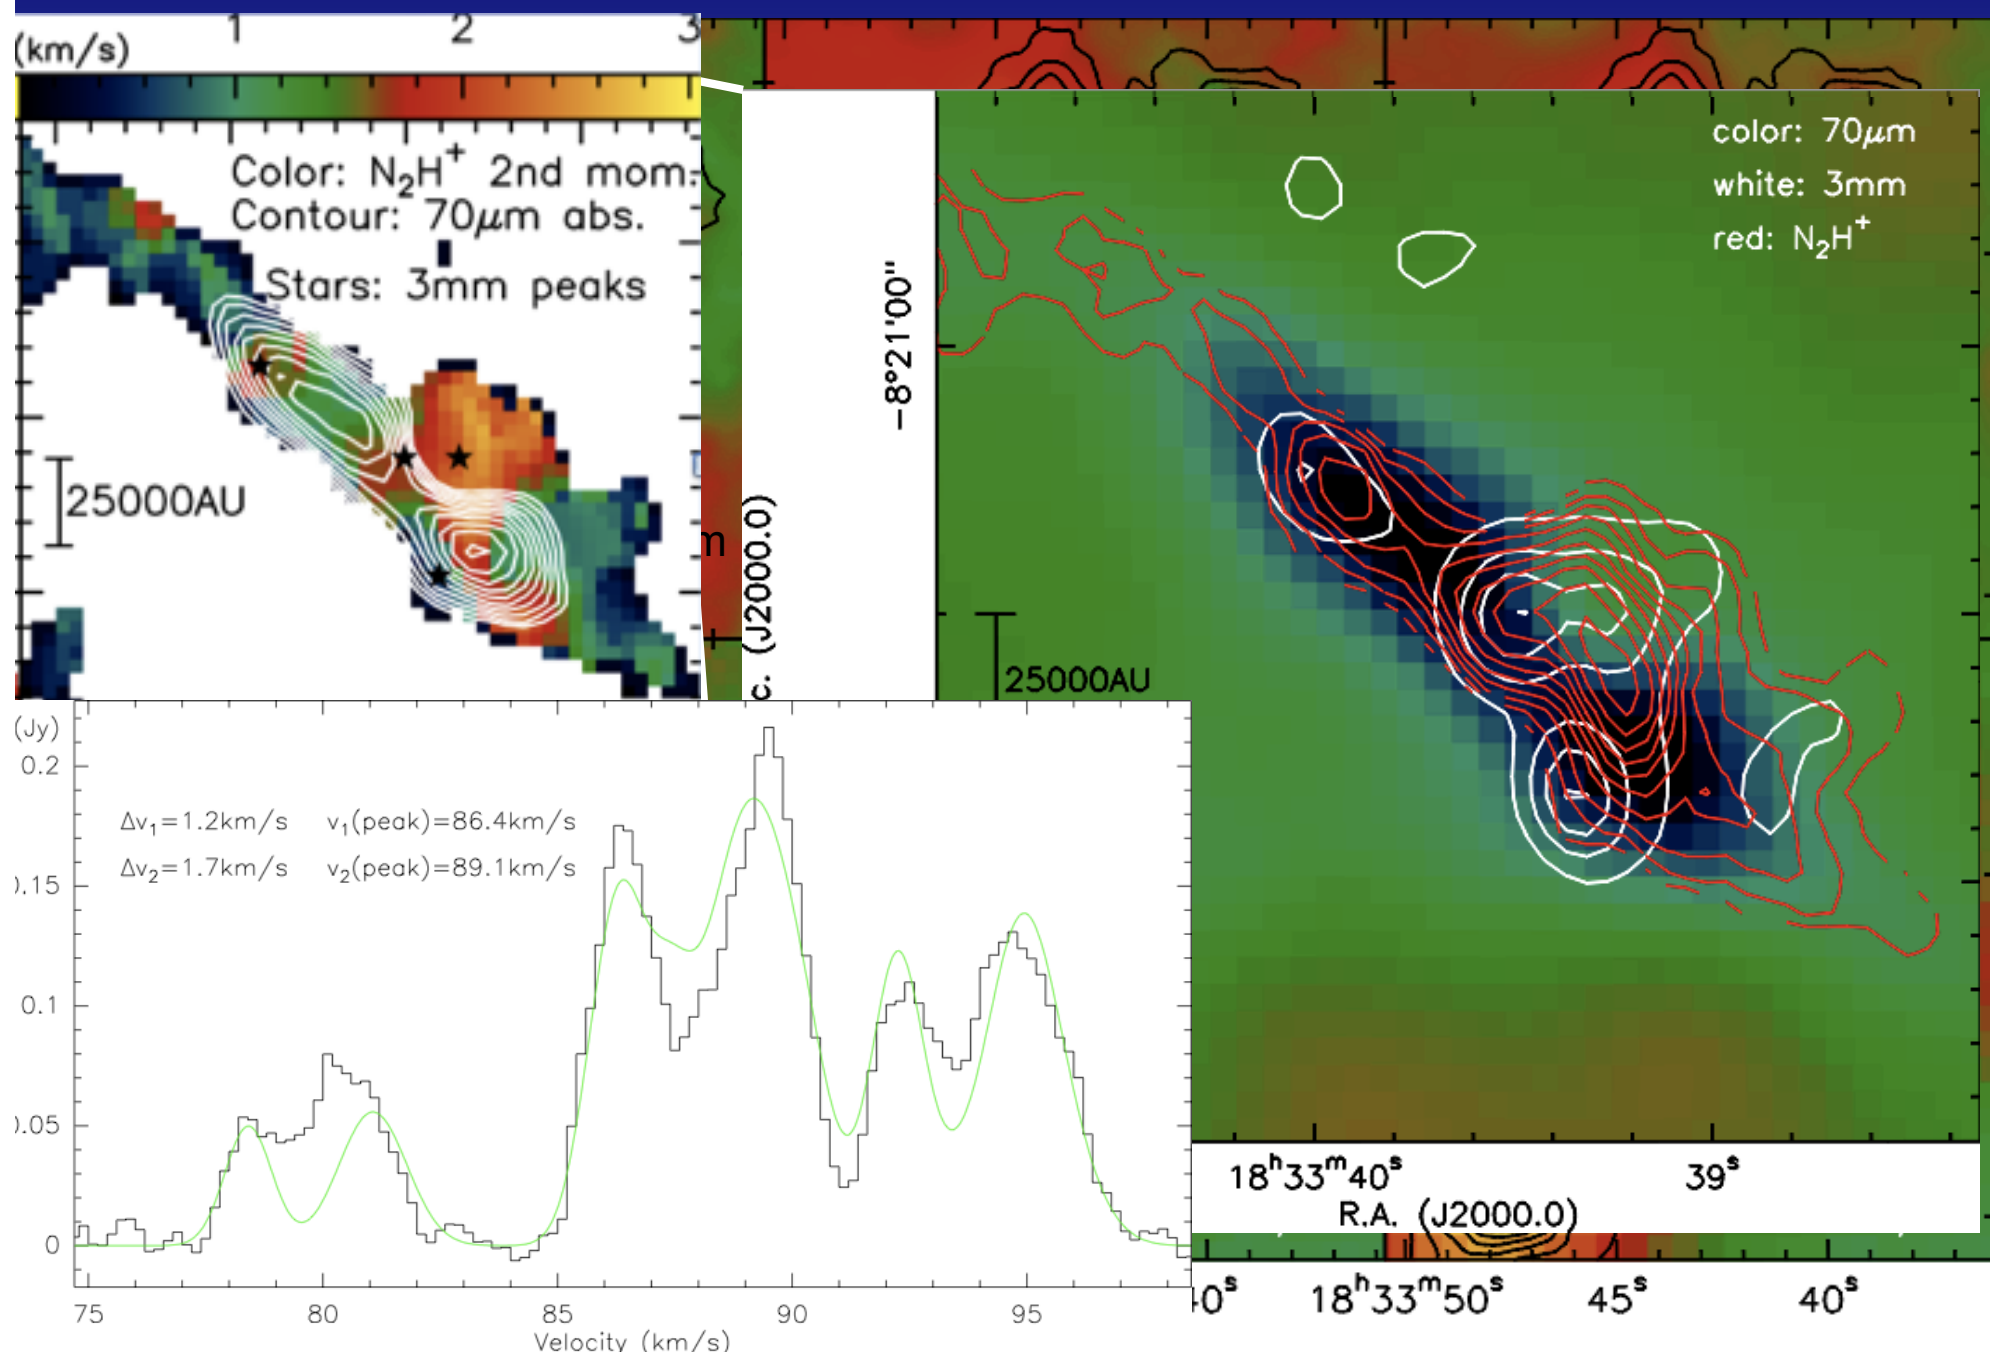 1 2 3
(km/s)
Color: N₂H⁺ 2nd mom.
Contour: 70μm abs.
Stars: 3mm peaks
25000AU
m
color: 70μm
white: 3mm
red: N₂H⁺
−8°21'00"
c. (J2000.0)
25000AU
18ʰ33ᵐ40ˢ 39ˢ
R.A. (J2000.0)
0ˢ 18ʰ33ᵐ50ˢ 45ˢ 40ˢ
(Jy)
0.2
Δv₁=1.2km/s v₁(peak)=86.4km/s
Δv₂=1.7km/s v₂(peak)=89.1km/s
).15
0.1
).05
0
75 80 85 90 95
Velocity (km/s)